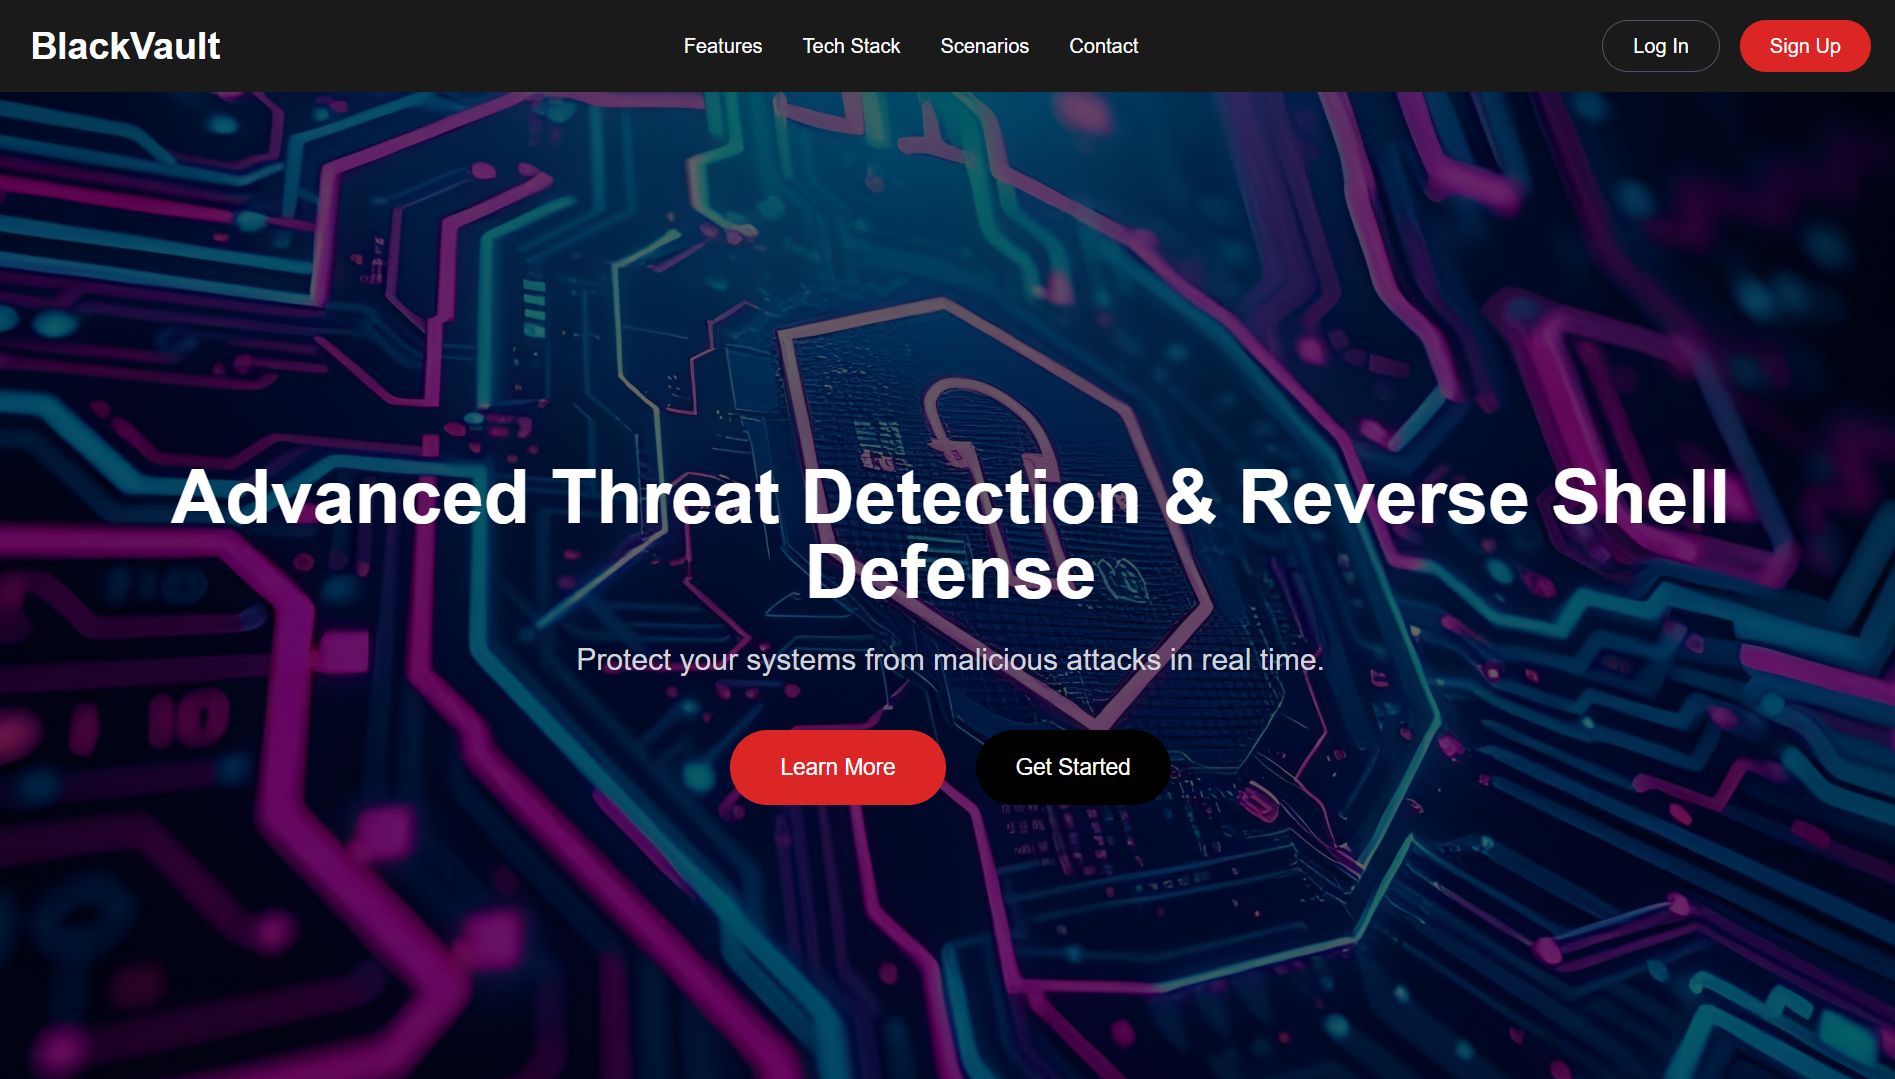 BlackVault
Features
Tech Stack
Scenarios
Contact
Log In
Sign Up
Advanced Threat Detection & Reverse Shell
Defense
Protect your systems from malicious attacks in real time.
Learn More
Get Started